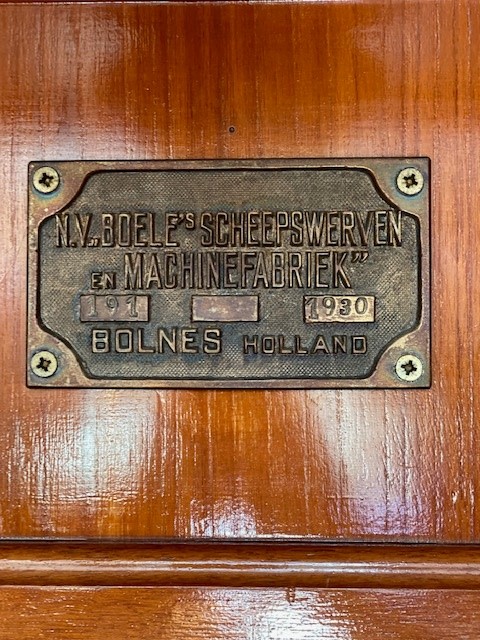 N.V. „BOELE'S SCHEEPSWERVEN
EN MACHINEFABRIEK”
191 1930
BOLNES HOLLAND